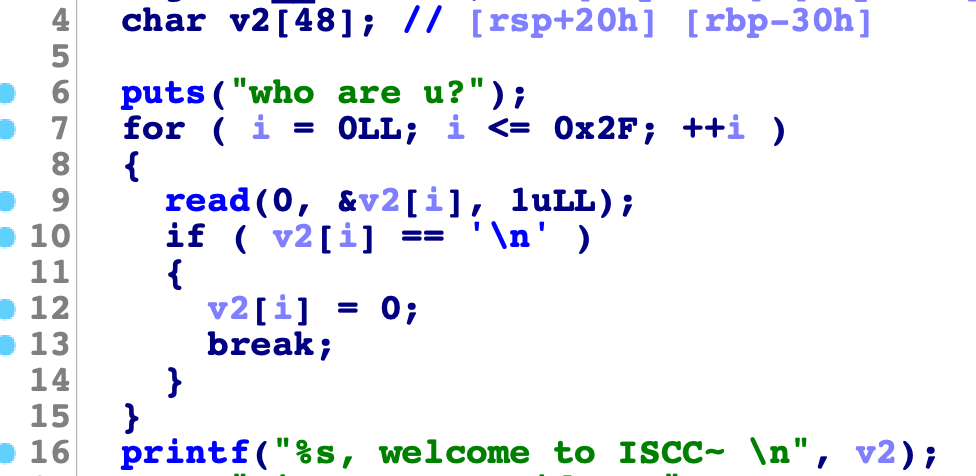 4 char v2[48]; // [rsp+20h] [rbp-30h]
5
6 puts("who are u?");
7 for ( i = 0LL; i <= 0x2F; ++i )
8 {
9 read(0, &v2[i], 1uLL);
10 if ( v2[i] == '\n' )
11 {
12 v2[i] = 0;
13 break;
14 }
15 }
16 printf("%s, welcome to ISCC~ \n", v2);